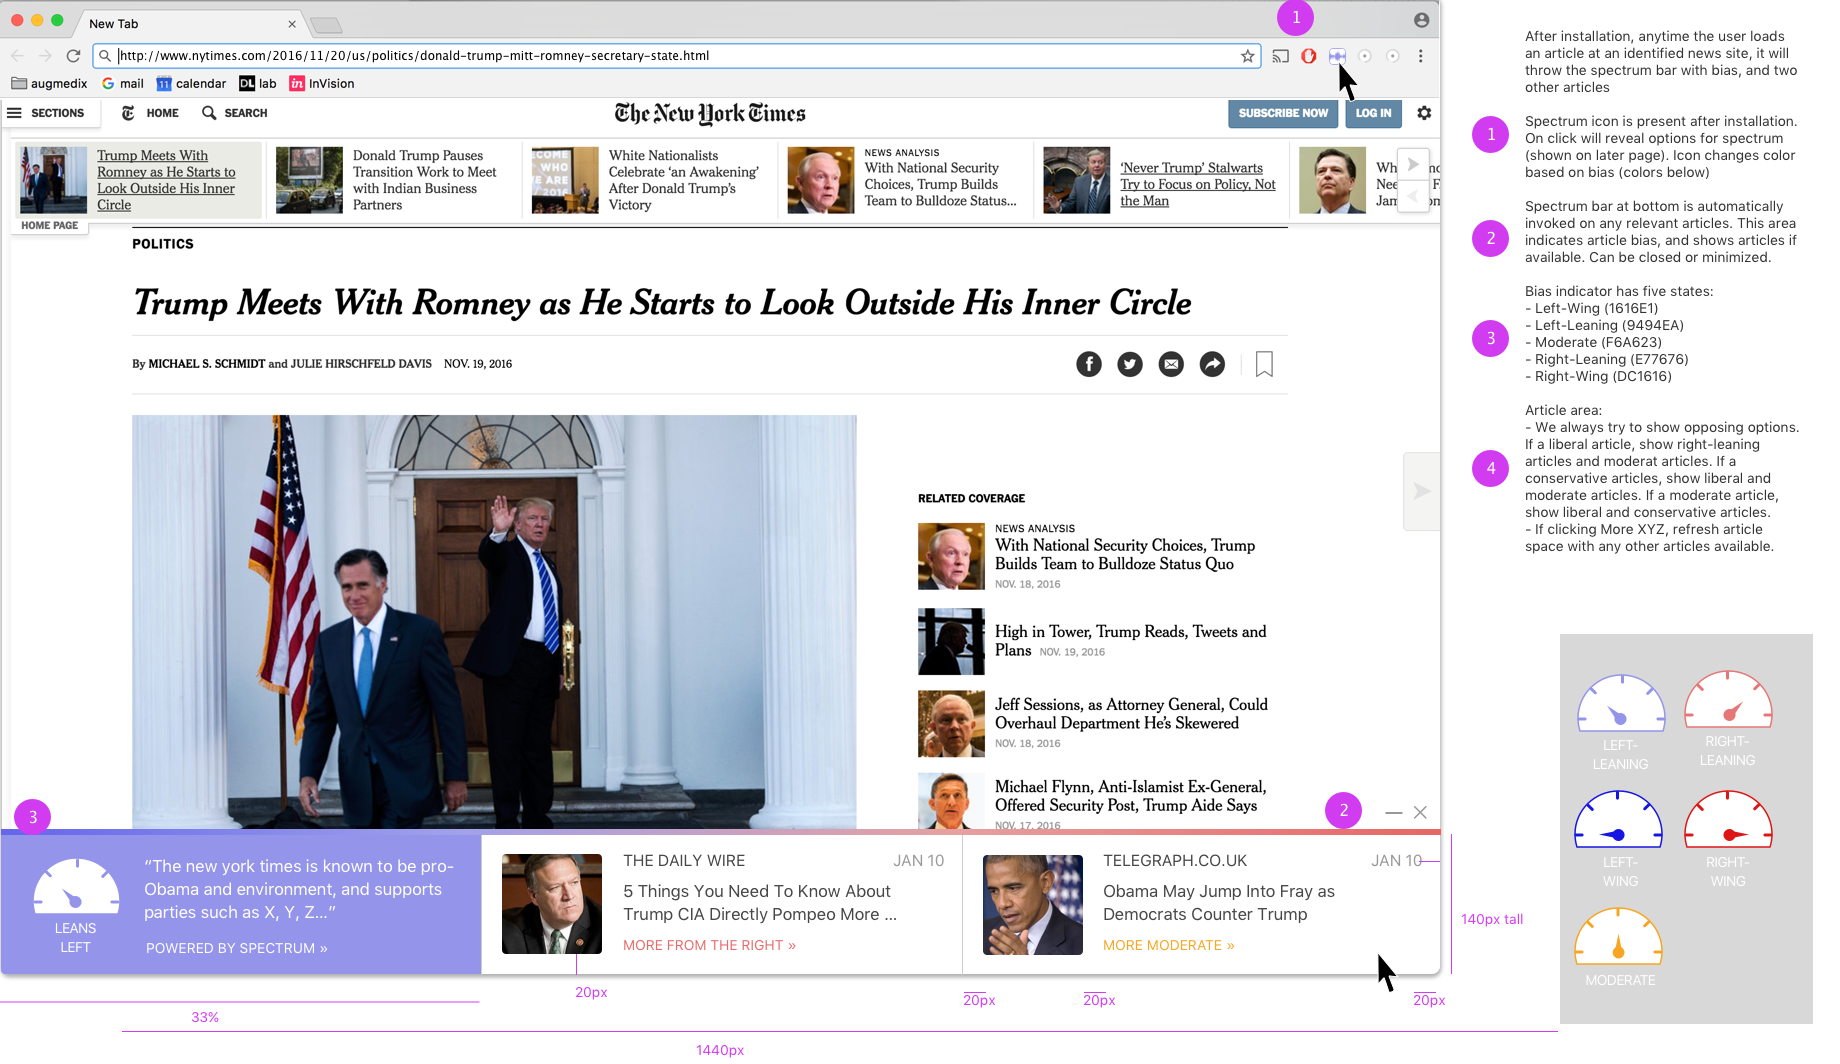 New Tab
1
http://www.nytimes.com/2016/11/20/us/politics/donald-trump-mitt-romney-secretary-state.html
augmedix
G mail
11 calendar
DL lab
in InVision
SECTIONS
HOME
SEARCH
The New York Times
SUBSCRIBE NOW
LOG IN
Trump Meets With
Romney as He Starts to
Look Outside His Inner
Circle
Donald Trump Pauses
Transition Work to Meet
with Indian Business
Partners
White Nationalists
Celebrate ‘an Awakening’
After Donald Trump’s
Victory
NEWS ANALYSIS
With National Security
Choices, Trump Builds
Team to Bulldoze Status...
‘Never Trump’ Stalwarts
Try to Focus on Policy, Not
the Man
HOME PAGE
POLITICS
Trump Meets With Romney as He Starts to Look Outside His Inner Circle
By MICHAEL S. SCHMIDT and JULIE HIRSCHFELD DAVIS NOV. 19, 2016
RELATED COVERAGE
NEWS ANALYSIS
With National Security Choices, Trump
Builds Team to Bulldoze Status Quo
NOV. 18, 2016
High in Tower, Trump Reads, Tweets and
Plans NOV. 19, 2016
Jeff Sessions, as Attorney General, Could
Overhaul Department He’s Skewered
NOV. 18, 2016
Michael Flynn, Anti-Islamist Ex-General,
Offered Security Post, Trump Aide Says
NOV. 17, 2016
3
2
LEANS
LEFT
“The new york times is known to be pro-
Obama and environment, and supports
parties such as X, Y, Z...”
POWERED BY SPECTRUM »
THE DAILY WIRE
JAN 10
5 Things You Need To Know About
Trump CIA Directly Pompeo More ...
MORE FROM THE RIGHT »
TELEGRAPH.CO.UK
JAN 10
Obama May Jump Into Fray as
Democrats Counter Trump
MORE MODERATE »
20px
20px
20px
20px
33%
1440px
140px tall
After installation, anytime the user loads
an article at an identified news site, it will
throw the spectrum bar with bias, and two
other articles
1
Spectrum icon is present after installation.
On click will reveal options for spectrum
(shown on later page). Icon changes color
based on bias (colors below)
2
Spectrum bar at bottom is automatically
invoked on any relevant articles. This area
indicates article bias, and shows articles if
available. Can be closed or minimized.
3
Bias indicator has five states:
- Left-Wing (1616E1)
- Left-Leaning (9494EA)
- Moderate (F6A623)
- Right-Leaning (E77676)
- Right-Wing (DC1616)
4
Article area:
- We always try to show opposing options.
If a liberal article, show right-leaning
articles and moderat articles. If a
conservative articles, show liberal and
moderate articles. If a moderate article,
show liberal and conservative articles.
- If clicking More XYZ, refresh article
space with any other articles available.
LEFT-
LEANING
RIGHT-
LEANING
LEFT-
WING
RIGHT-
WING
MODERATE